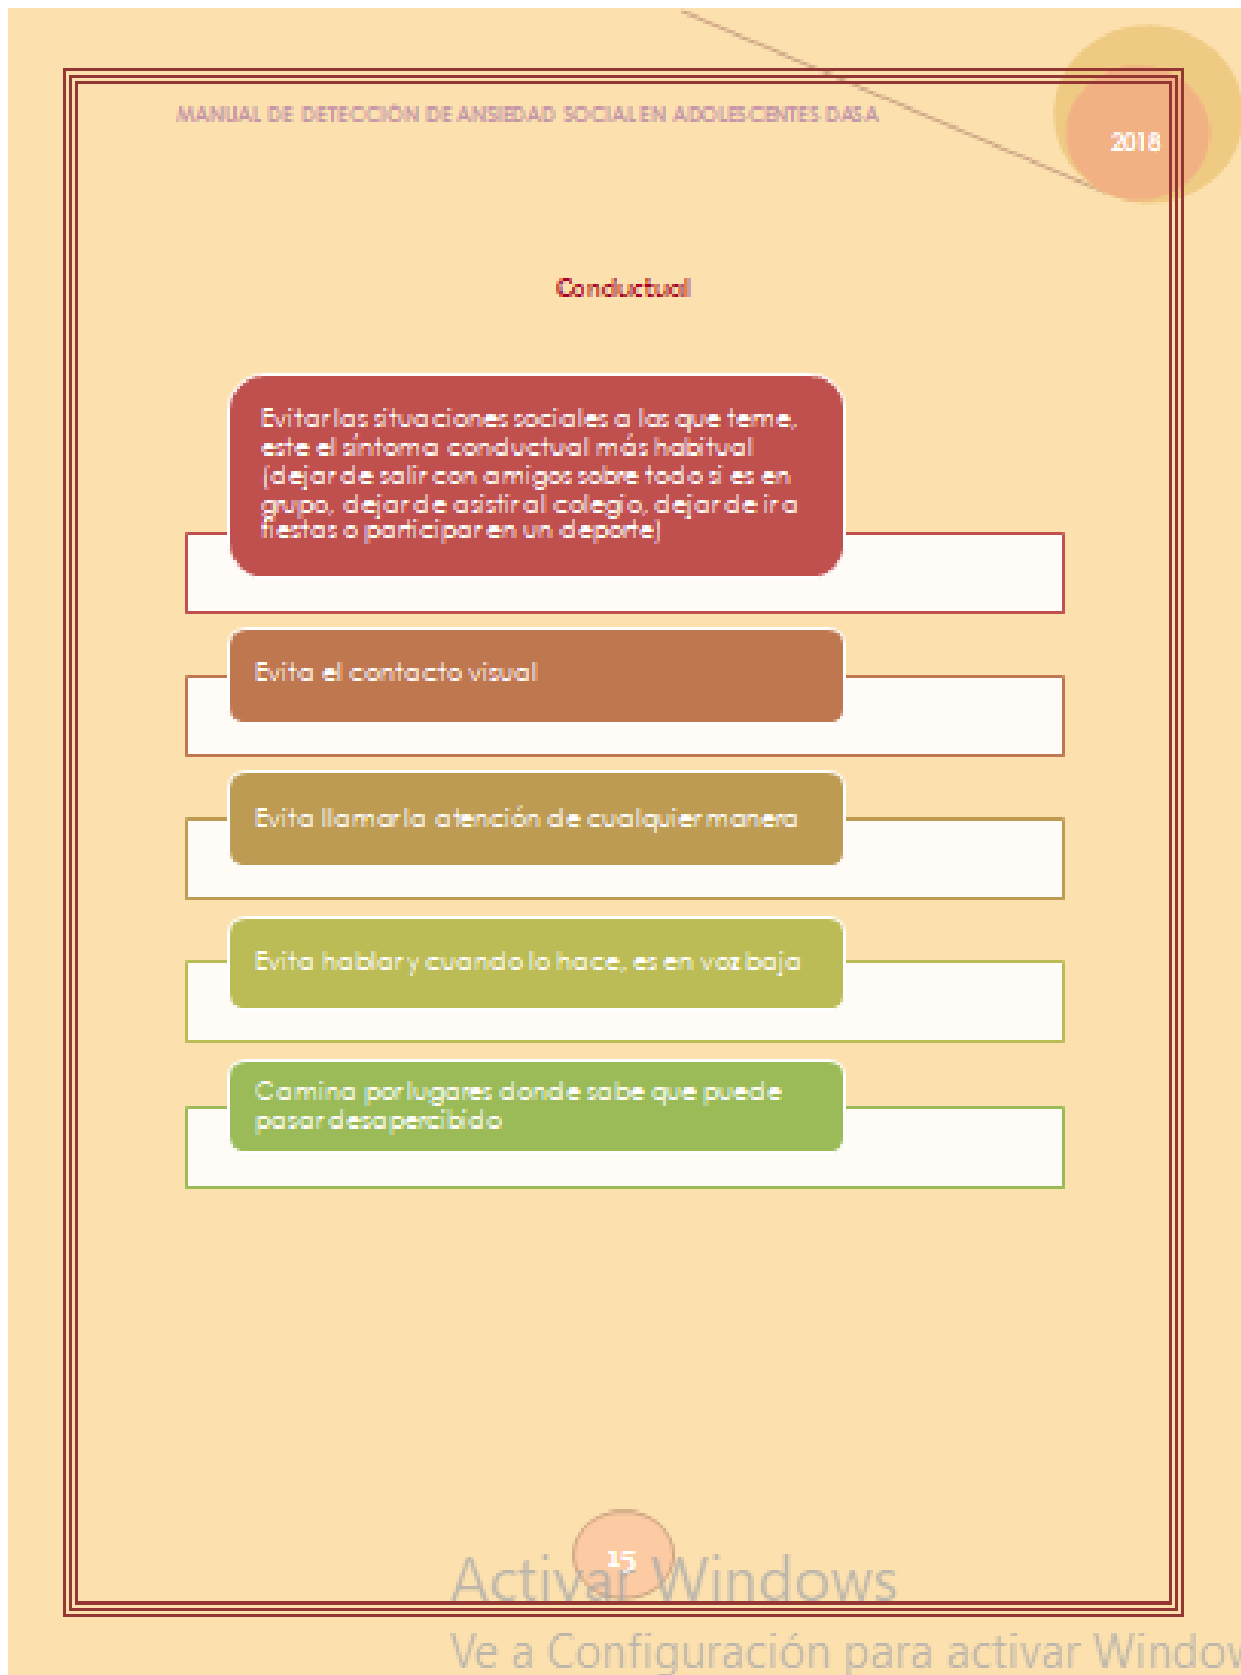 MANUAL DE DETECCIÓN DE ANSIEDAD SOCIAL EN ADOLESCENTES DASA
2018
Conductual
Evitar las situaciones sociales a las que teme,
este el síntoma conductual más habitual
(dejar de salir con amigos sobre todo si es en
grupo, dejar de asistir al colegio, dejar de ir a
fiestas o participar en un deporte)
Evita el contacto visual
Evita llamar la atención de cualquier manera
Evita hablar y cuando lo hace, es en voz baja
Camina por lugares donde sabe que puede
pasar desapercibido
15
Activar Windows
Ve a Configuración para activar Window